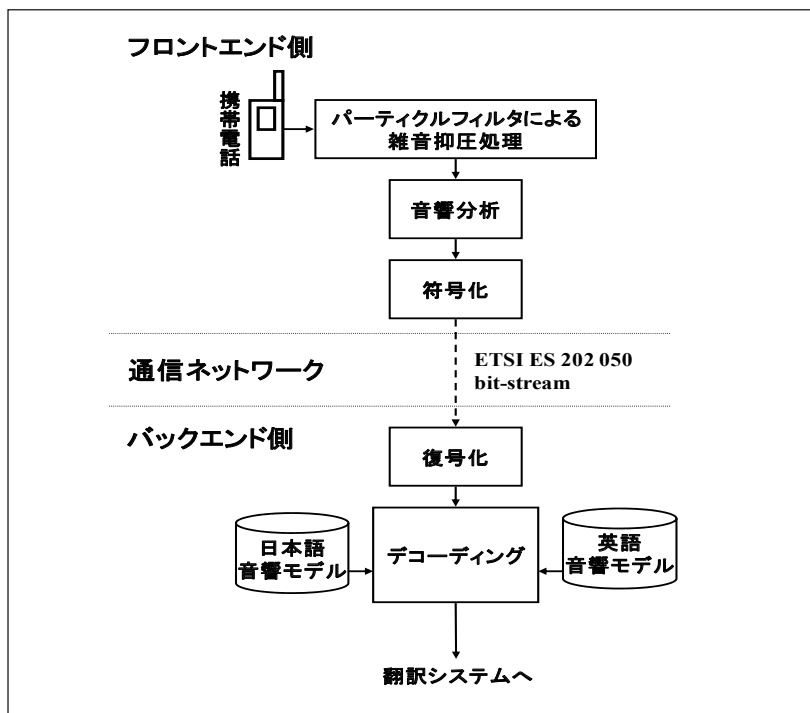 フロントエンド側
携帯電話
パーティクルフィルタによる
雑音抑圧処理
音響分析
符号化
通信ネットワーク
ETSI ES 202 050
bit-stream
バックエンド側
復号化
日本語
音響モデル
デコーディング
英語
音響モデル
翻訳システムへ